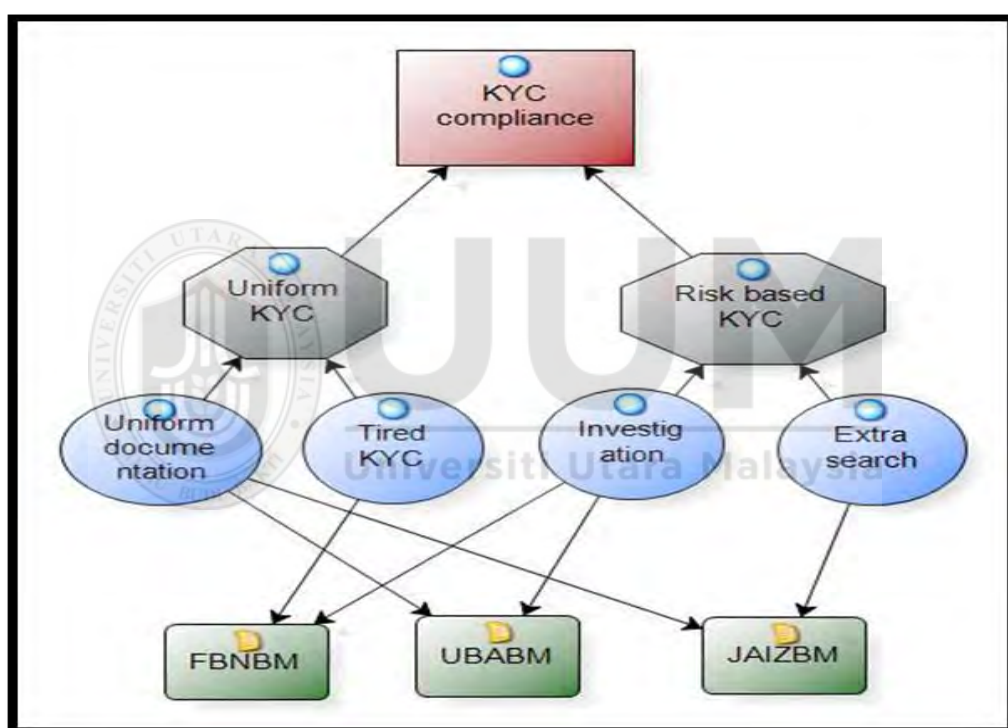 KYC
compliance
Uniform
KYC
Risk based
KYC
Uniform
docume
ntation
Tired
KYC
Investig
ation
Extra
search
FBNBM
UBABM
JAIZBM
UUM
Universiti Utara Malaysia